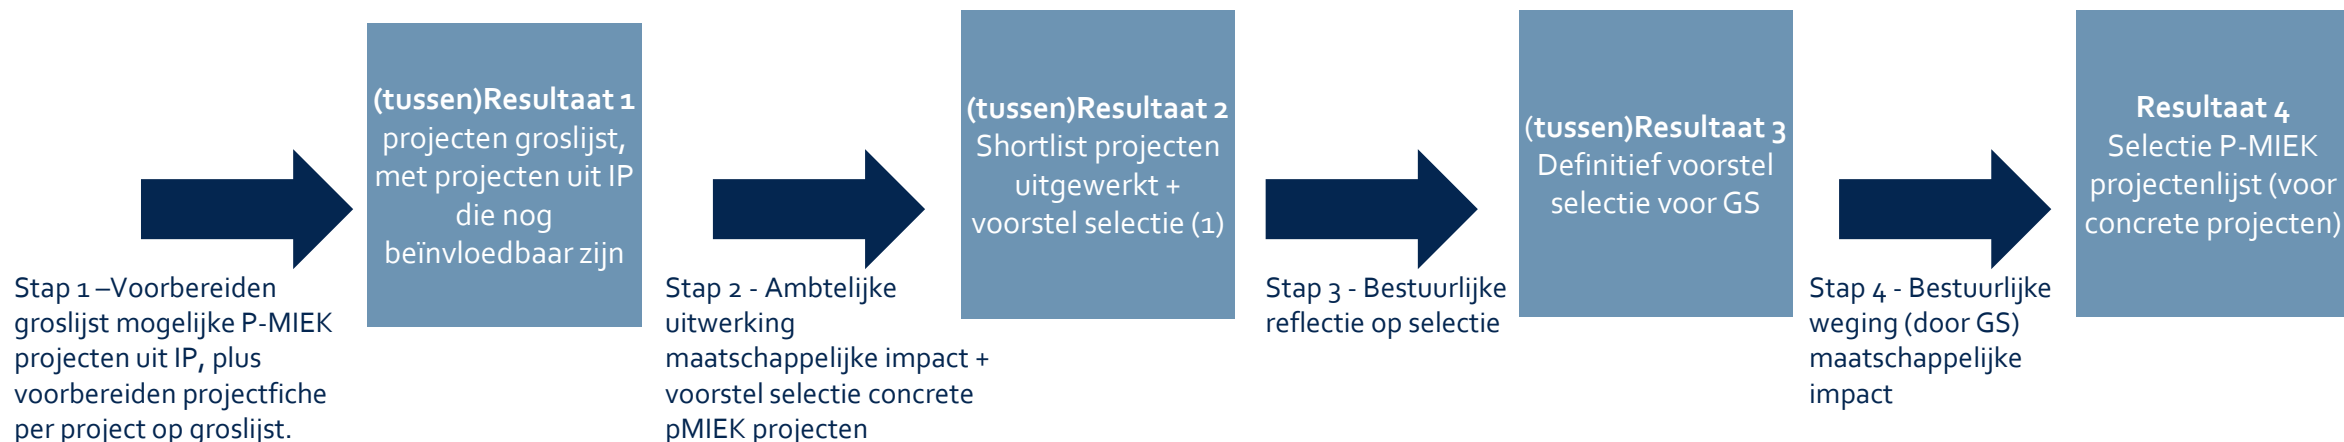 Stap 1 –Voorbereiden
groslijst mogelijke P-MIEK
projecten uit IP, plus
voorbereiden projectfiche
per project op groslijst.
(tussen)Resultaat 1
projecten groslijst,
met projecten uit IP
die nog
beïnvloedbaar zijn
Stap 2 - Ambtelijke
uitwerking
maatschappelijke impact +
voorstel selectie concrete
pMIEK projecten
(tussen)Resultaat 2
Shortlist projecten
uitgewerkt +
voorstel selectie (1)
Stap 3 - Bestuurlijke
reflectie op selectie
(tussen)Resultaat 3
Definitief voorstel
selectie voor GS
Stap 4 - Bestuurlijke
weging (door GS)
maatschappelijke
impact
Resultaat 4
Selectie P-MIEK
projectenlijst (voor
concrete projecten)